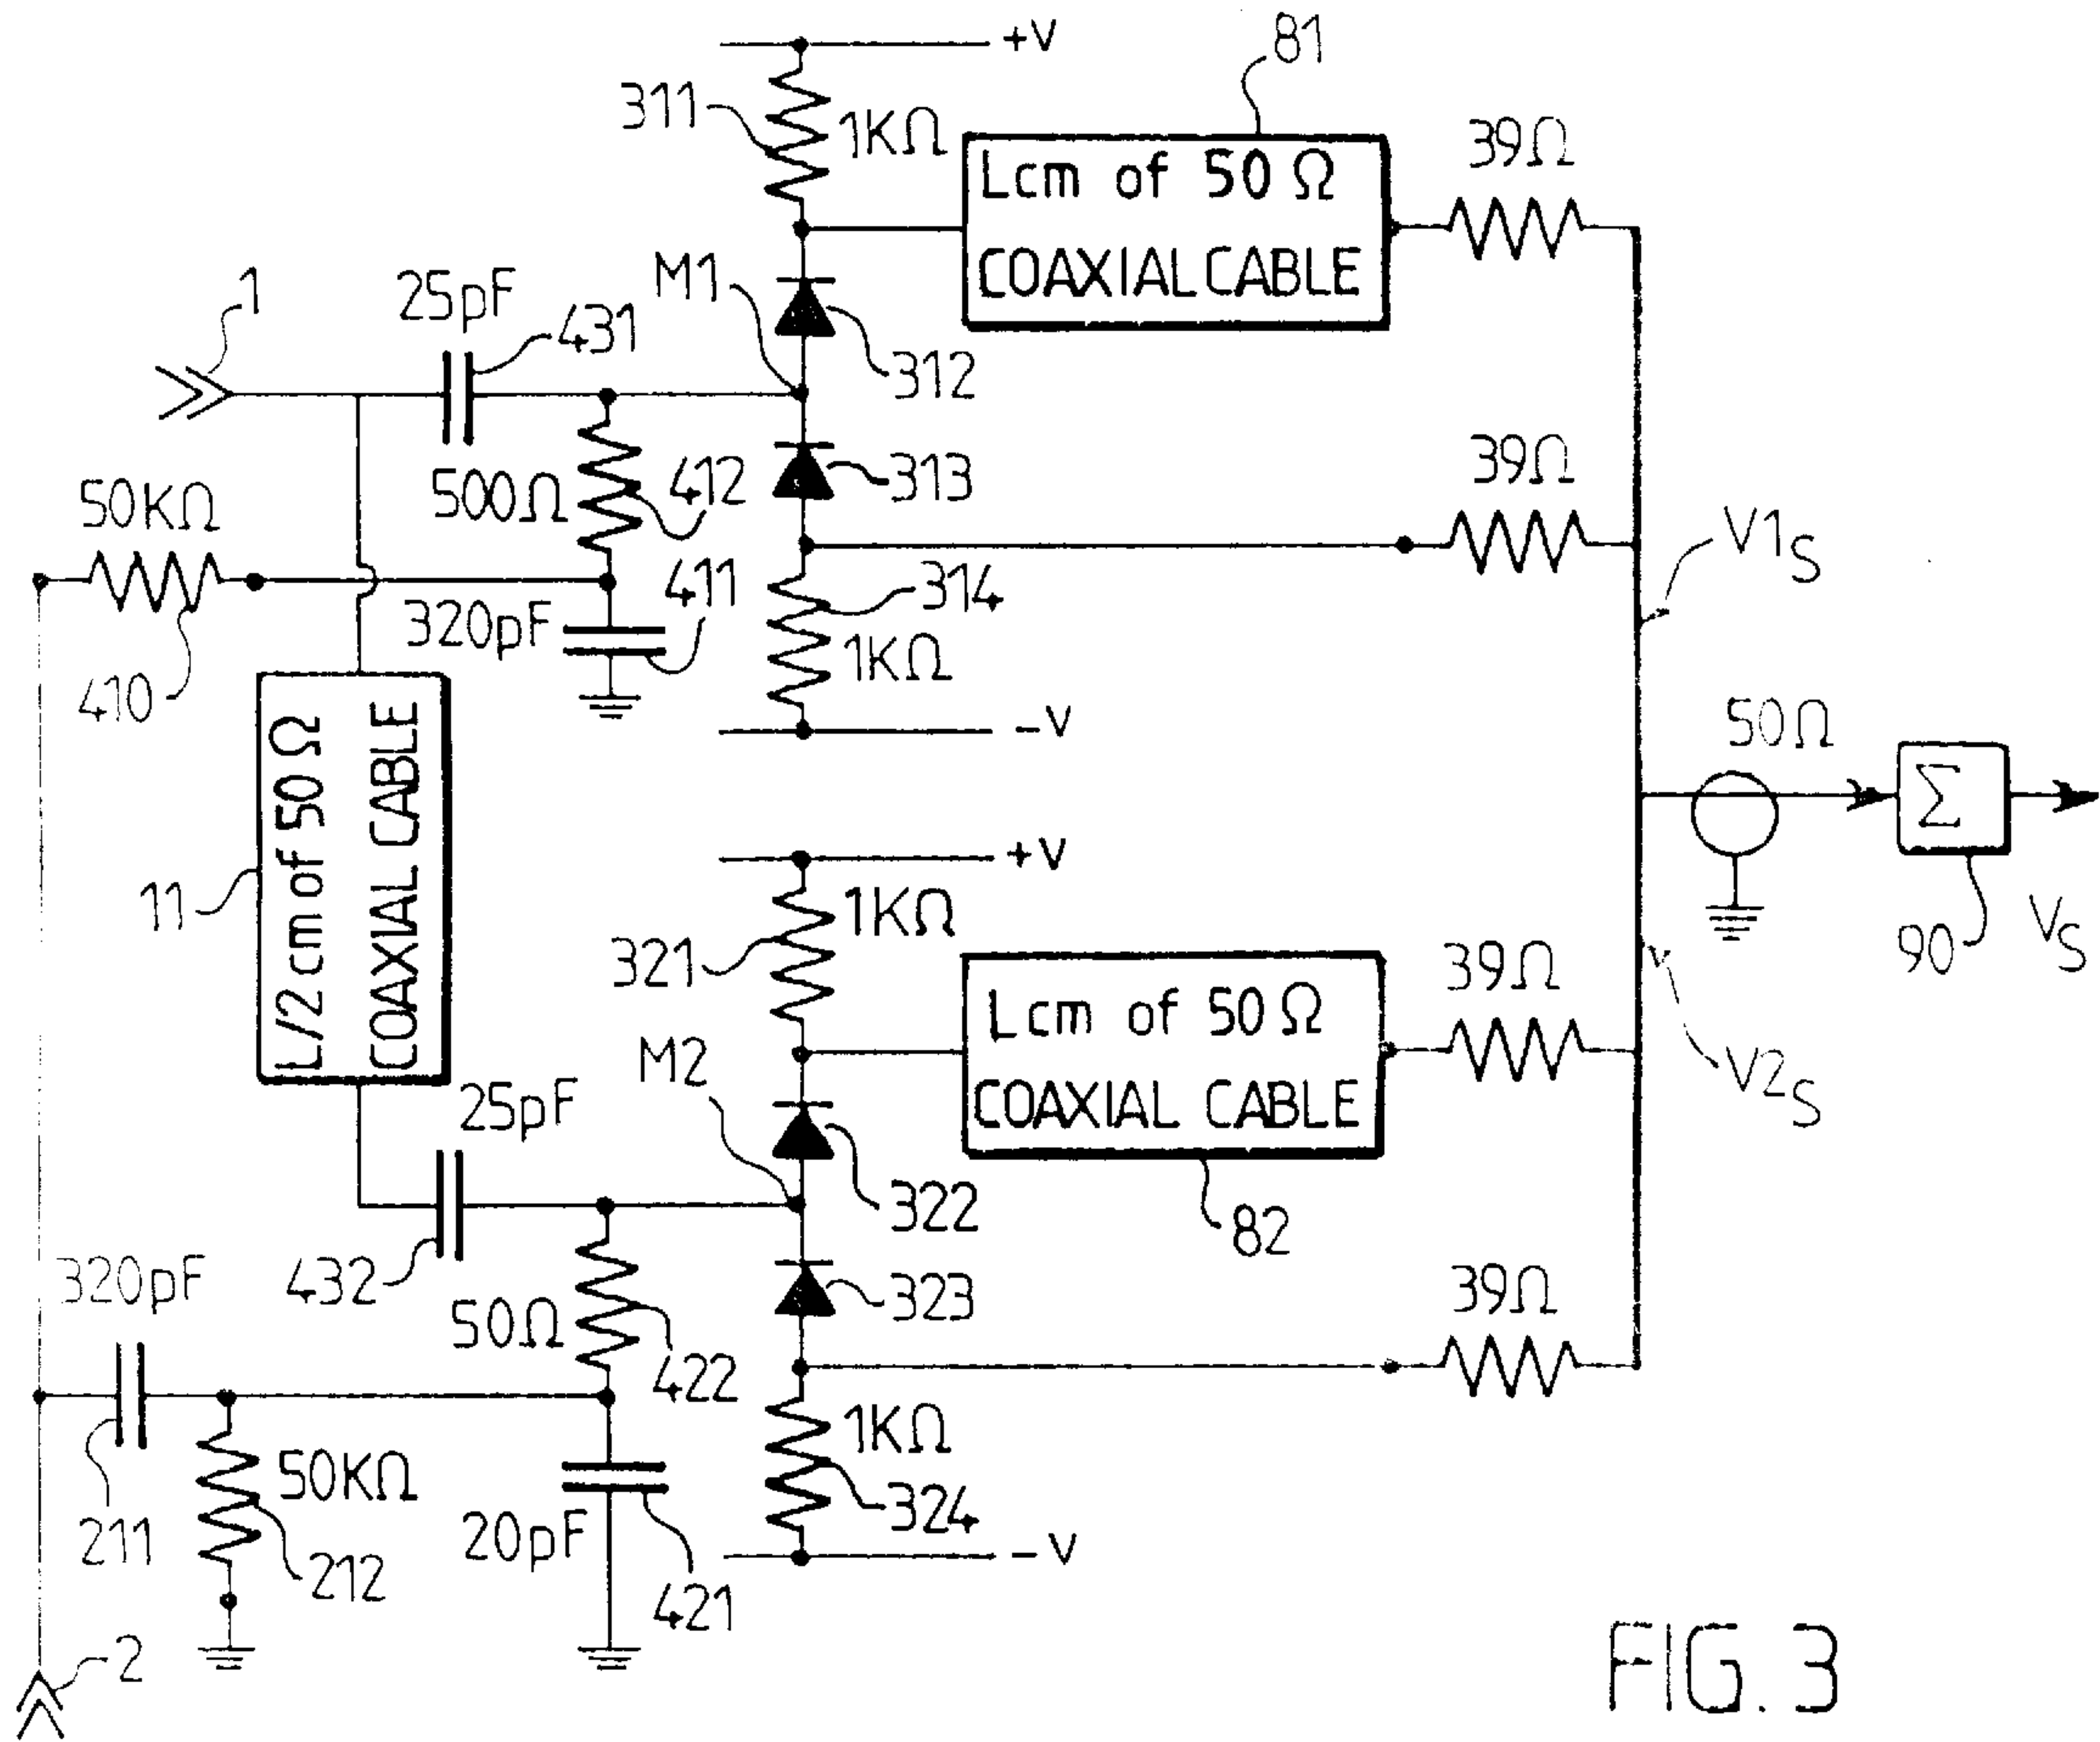 +V
81
311
1KΩ
Lcm of 50 Ω
COAXIAL CABLE
39Ω
1
25pF
431
M1
312
50KΩ
500Ω
412
313
39Ω
V1S
410
320pF
411
314
1KΩ
-V
50Ω
11
L/2 cm of 50 Ω
COAXIAL CABLE
+V
1KΩ
321
Σ
90
VS
Lcm of 50 Ω
COAXIAL CABLE
39Ω
M2
25pF
V2S
322
82
432
320pF
50Ω
422
323
39Ω
211
50KΩ
212
20pF
421
1KΩ
324
-V
2
FIG. 3